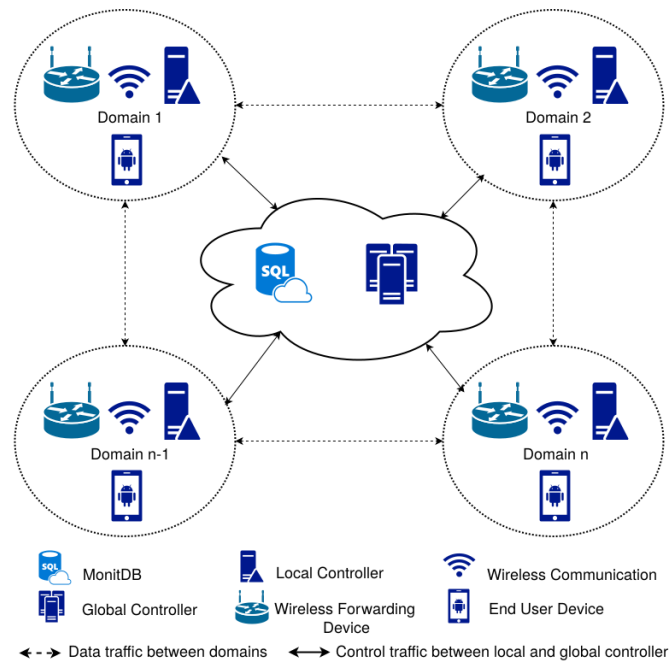 Domain 1
Domain 2
SQL
Domain n-1
Domain n
SQL
MonitDB
Local Controller
Wireless Communication
Global Controller
Wireless Forwarding
Device
End User Device
Data traffic between domains
Control traffic between local and global controller